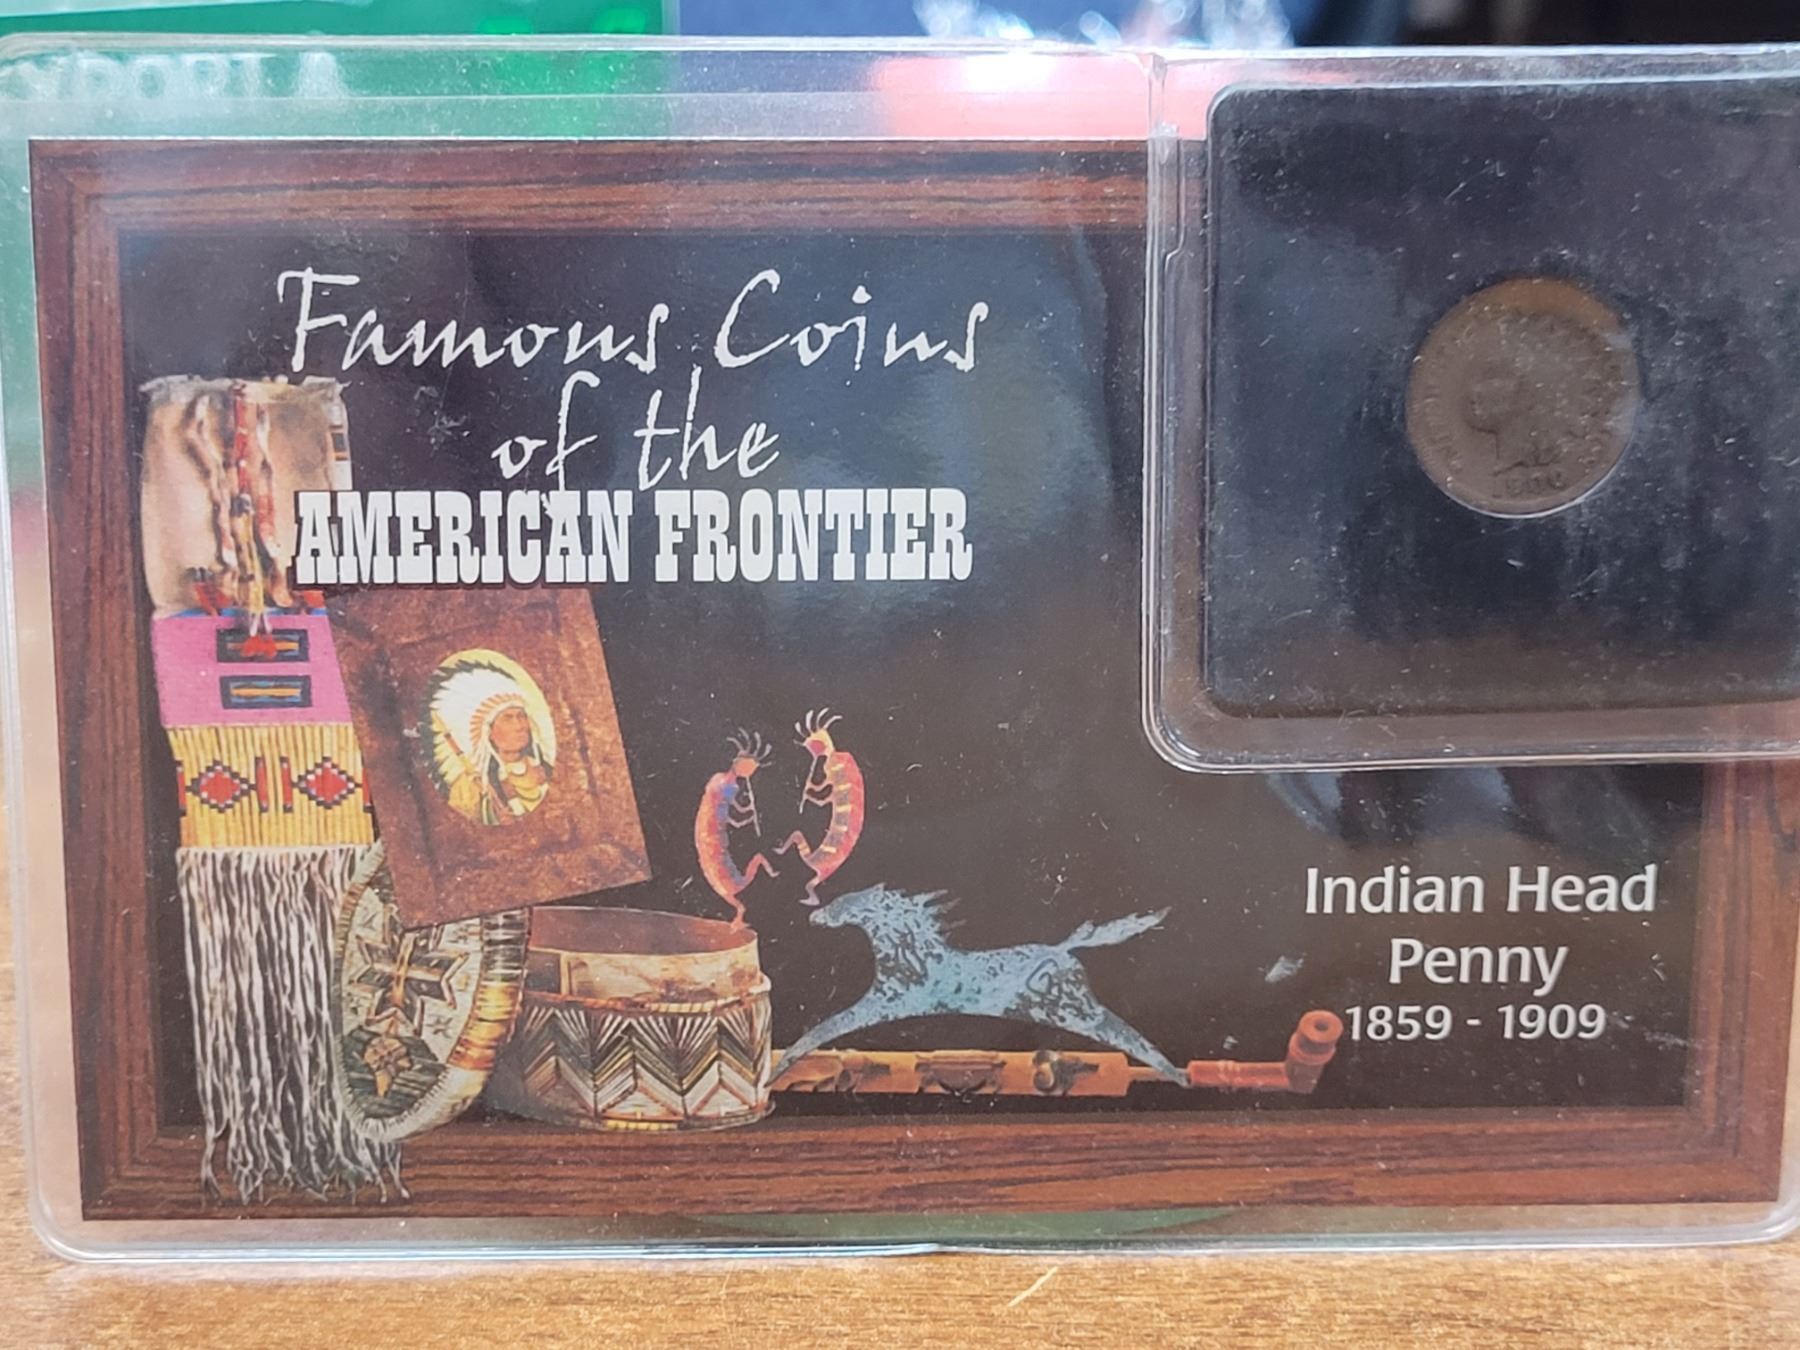 Famous Coins
of the
AMERICAN FRONTIER
Indian Head
Penny
1859 - 1909